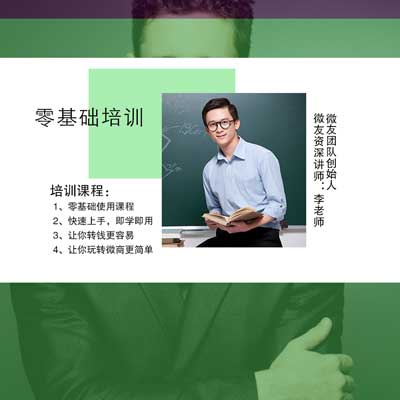 零基础培训
培训课程：
1、零基础使用课程
2、快速上手，即学即用
3、让你转钱更容易
4、让你玩转微商更简单
微友团队创始人
微友资深讲师：李老师